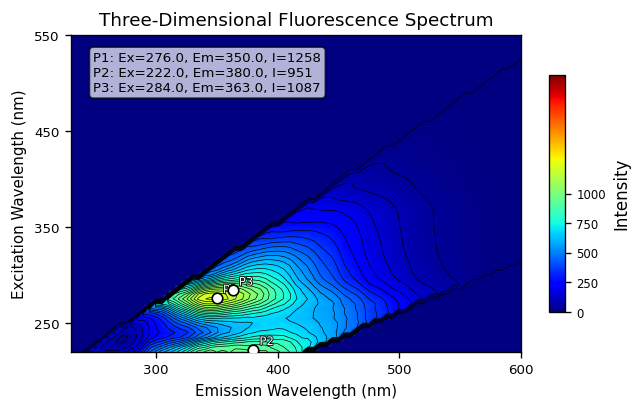 Three-Dimensional Fluorescence Spectrum
P1: Ex=276.0, Em=350.0, I=1258
P2: Ex=222.0, Em=380.0, I=951
P3: Ex=284.0, Em=363.0, I=1087
550
450
350
250
Excitation Wavelength (nm)
P3
P2
300
400
500
600
Emission Wavelength (nm)
1000
750
500
250
0
Intensity